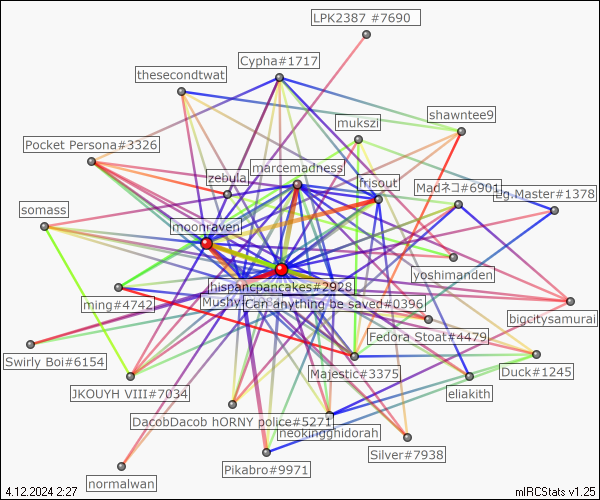 LPK2387 #7690
Cypha#1717
thesecondtwat
shawntee9
mukszi
Pocket Persona#3326
marcemadness
zebula
frisout
Madネコ#6901
Eg.Master#1378
somass
moonraven
yoshimanden
hispancpancakes#2928
ming#4742
Mushy
Can anything be saved#0396
bigcitysamurai
Fedora Stoat#4479
Swirly Boi#6154
Majestic#3375
Duck#1245
JKOUYH VIII#7034
eliakith
DacobDacob hORNY police#5271
neokingghidorah
Silver#7938
Pikabro#9971
normalwan
4.12.2024 2:27
mIRCStats v1.25